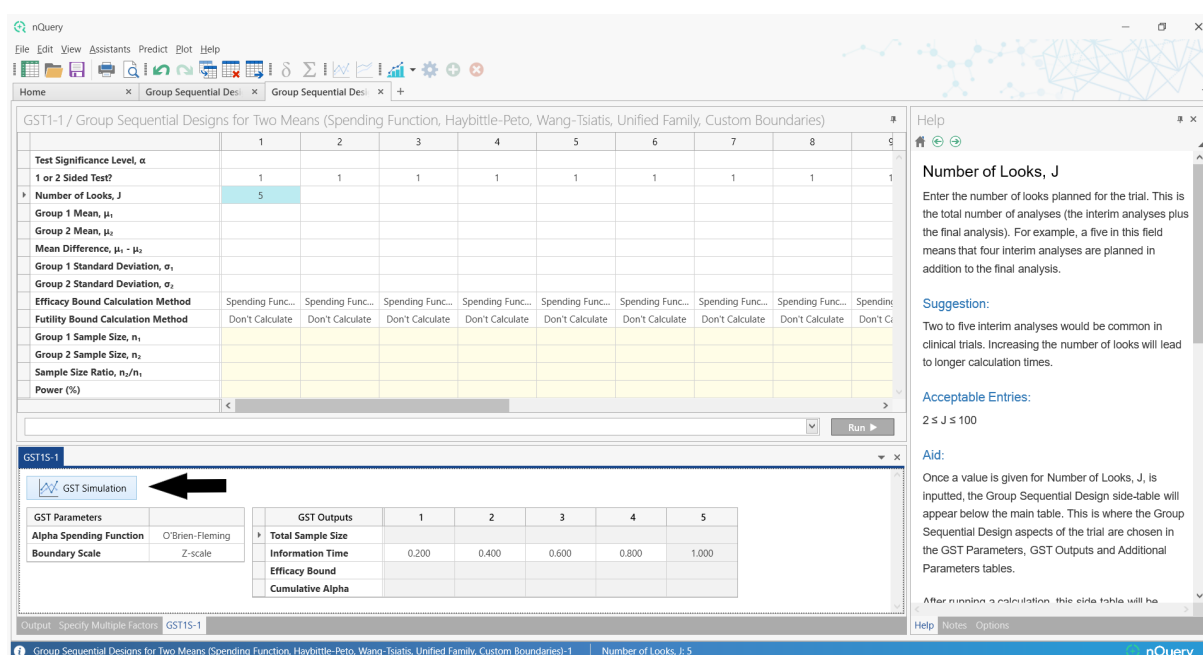 nQuery
File Edit View Assistants Predict Plot Help
Home × Group Sequential Desi × Group Sequential Desi × +
GST1-1 / Group Sequential Designs for Two Means (Spending Function, Haybittle-Peto, Wang-Tsiatis, Unified Family, Custom Boundaries)
1 2 3 4 5 6 7 8 9
Test Significance Level, α
1 or 2 Sided Test? 1 1 1 1 1 1 1 1 1
Number of Looks, J 5
Group 1 Mean, μ₁
Group 2 Mean, μ₂
Mean Difference, μ₁ - μ₂
Group 1 Standard Deviation, σ₁
Group 2 Standard Deviation, σ₂
Efficacy Bound Calculation Method Spending Func... Spending Func... Spending Func... Spending Func... Spending Func... Spending Func... Spending Func... Spending Func... Spending
Futility Bound Calculation Method Don't Calculate Don't Calculate Don't Calculate Don't Calculate Don't Calculate Don't Calculate Don't Calculate Don't Calculate Don't Ca
Group 1 Sample Size, n₁
Group 2 Sample Size, n₂
Sample Size Ratio, n₂/n₁
Power (%)
Run
GST1S-1
GST Simulation
GST Parameters
Alpha Spending Function O'Brien-Fleming
Boundary Scale Z-scale
GST Outputs 1 2 3 4 5
Total Sample Size
Information Time 0.200 0.400 0.600 0.800 1.000
Efficacy Bound
Cumulative Alpha
Output Specify Multiple Factors GST1S-1
Help
Number of Looks, J
Enter the number of looks planned for the trial. This is
the total number of analyses (the interim analyses plus
the final analysis). For example, a five in this field
means that four interim analyses are planned in
addition to the final analysis.
Suggestion:
Two to five interim analyses would be common in
clinical trials. Increasing the number of looks will lead
to longer calculation times.
Acceptable Entries:
2 ≤ J ≤ 100
Aid:
Once a value is given for Number of Looks, J, is
inputted, the Group Sequential Design side-table will
appear below the main table. This is where the Group
Sequential Design aspects of the trial are chosen in
the GST Parameters, GST Outputs and Additional
Parameters tables.
After running a calculation, this side table will be
Help Notes Options
Group Sequential Designs for Two Means (Spending Function, Haybittle-Peto, Wang-Tsiatis, Unified Family, Custom Boundaries)-1 Number of Looks, J: 5
nQuery